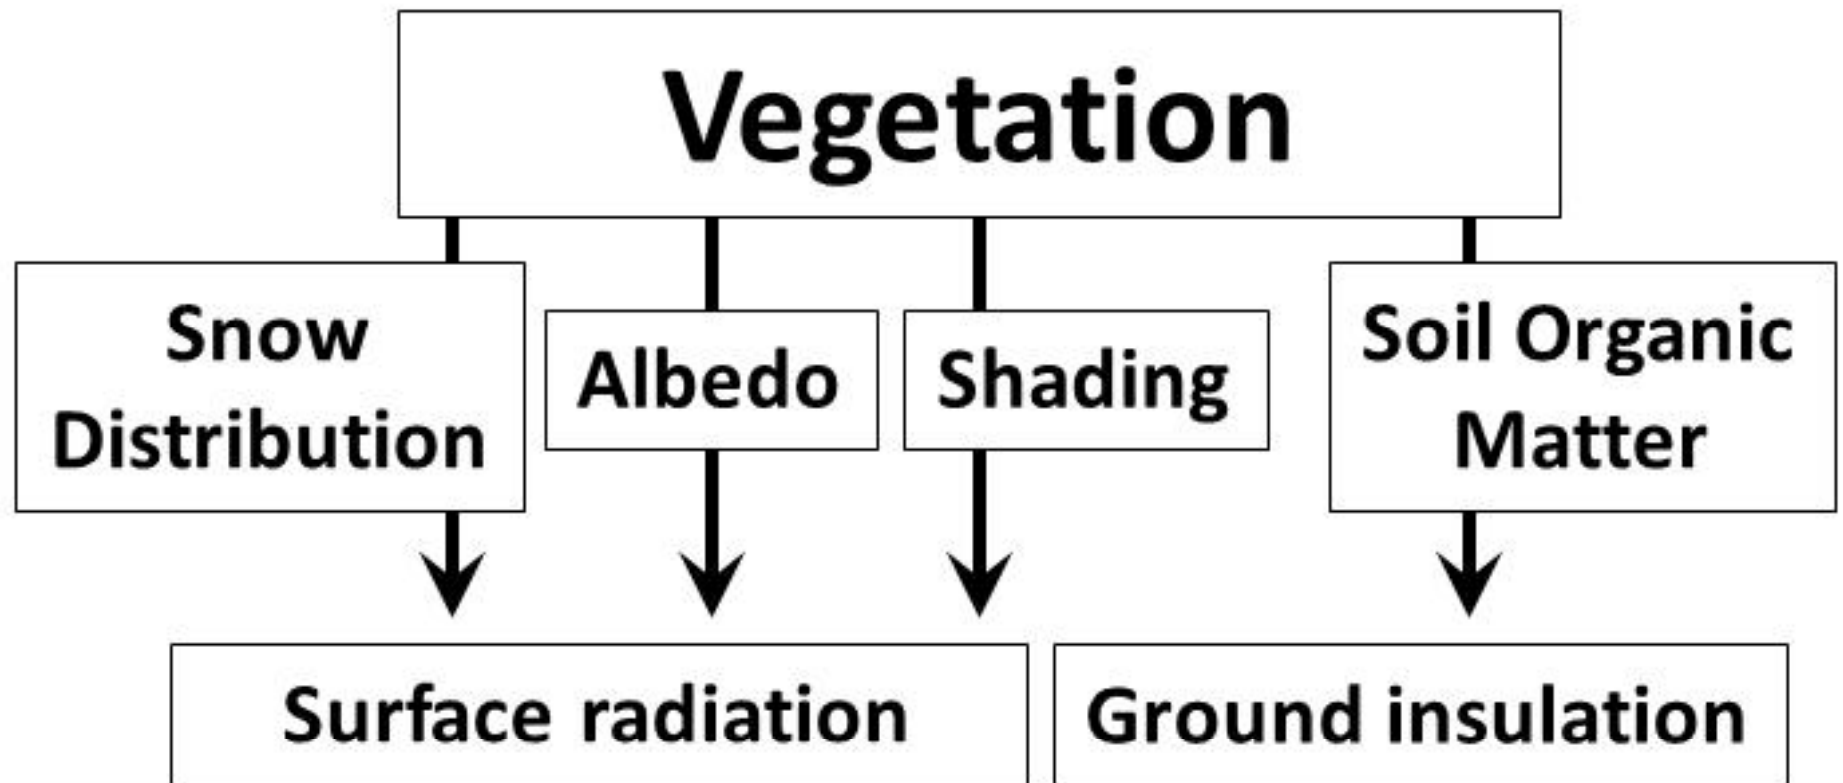 Vegetation
Snow
Distribution
Albedo
Shading
Soil Organic
Matter
Surface radiation
Ground insulation